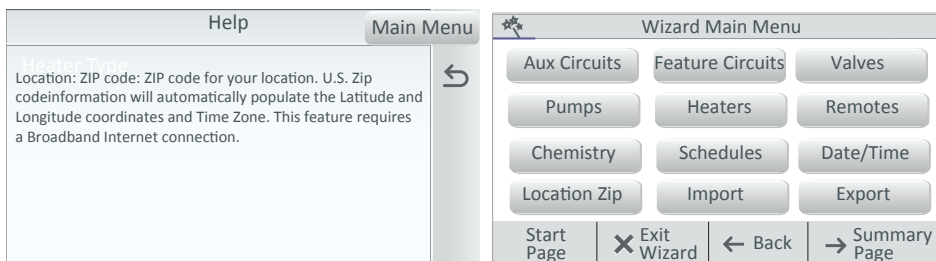 Help
Main Menu
Heater Type
Location: ZIP code: ZIP code for your location. U.S. Zip
codeinformation will automatically populate the Latitude and
Longitude coordinates and Time Zone. This feature requires
a Broadband Internet connection.
Wizard Main Menu
Aux Circuits
Feature Circuits
Valves
Pumps
Heaters
Remotes
Chemistry
Schedules
Date/Time
Location Zip
Import
Export
Start
Page
Exit
Wizard
Back
Summary
Page